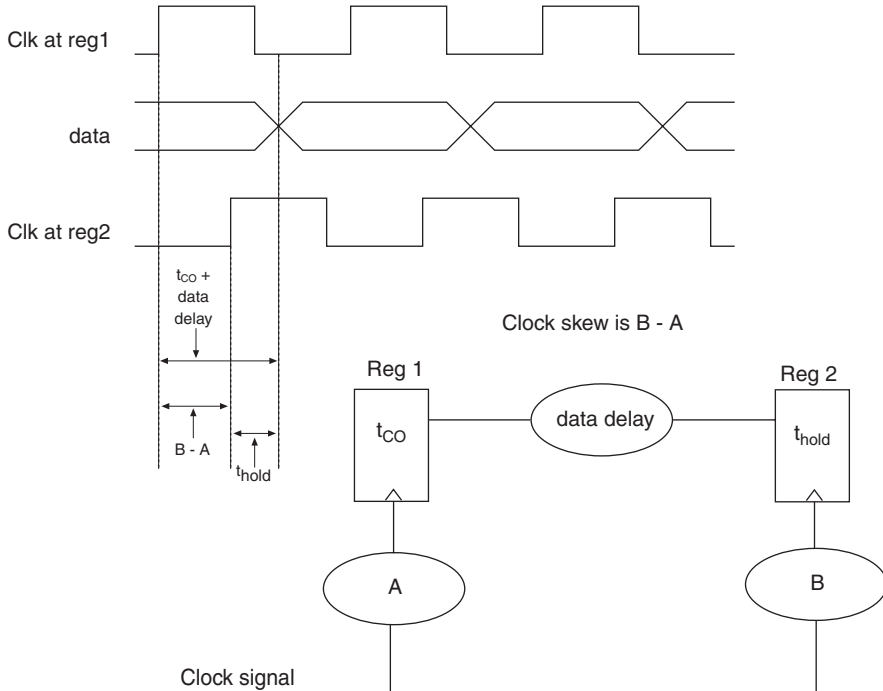 Clk at reg1
data
Clk at reg2
tCO +
data
delay
B - A
thold
Clock skew is B - A
Reg 1
Reg 2
tCO
data delay
thold
A
B
Clock signal